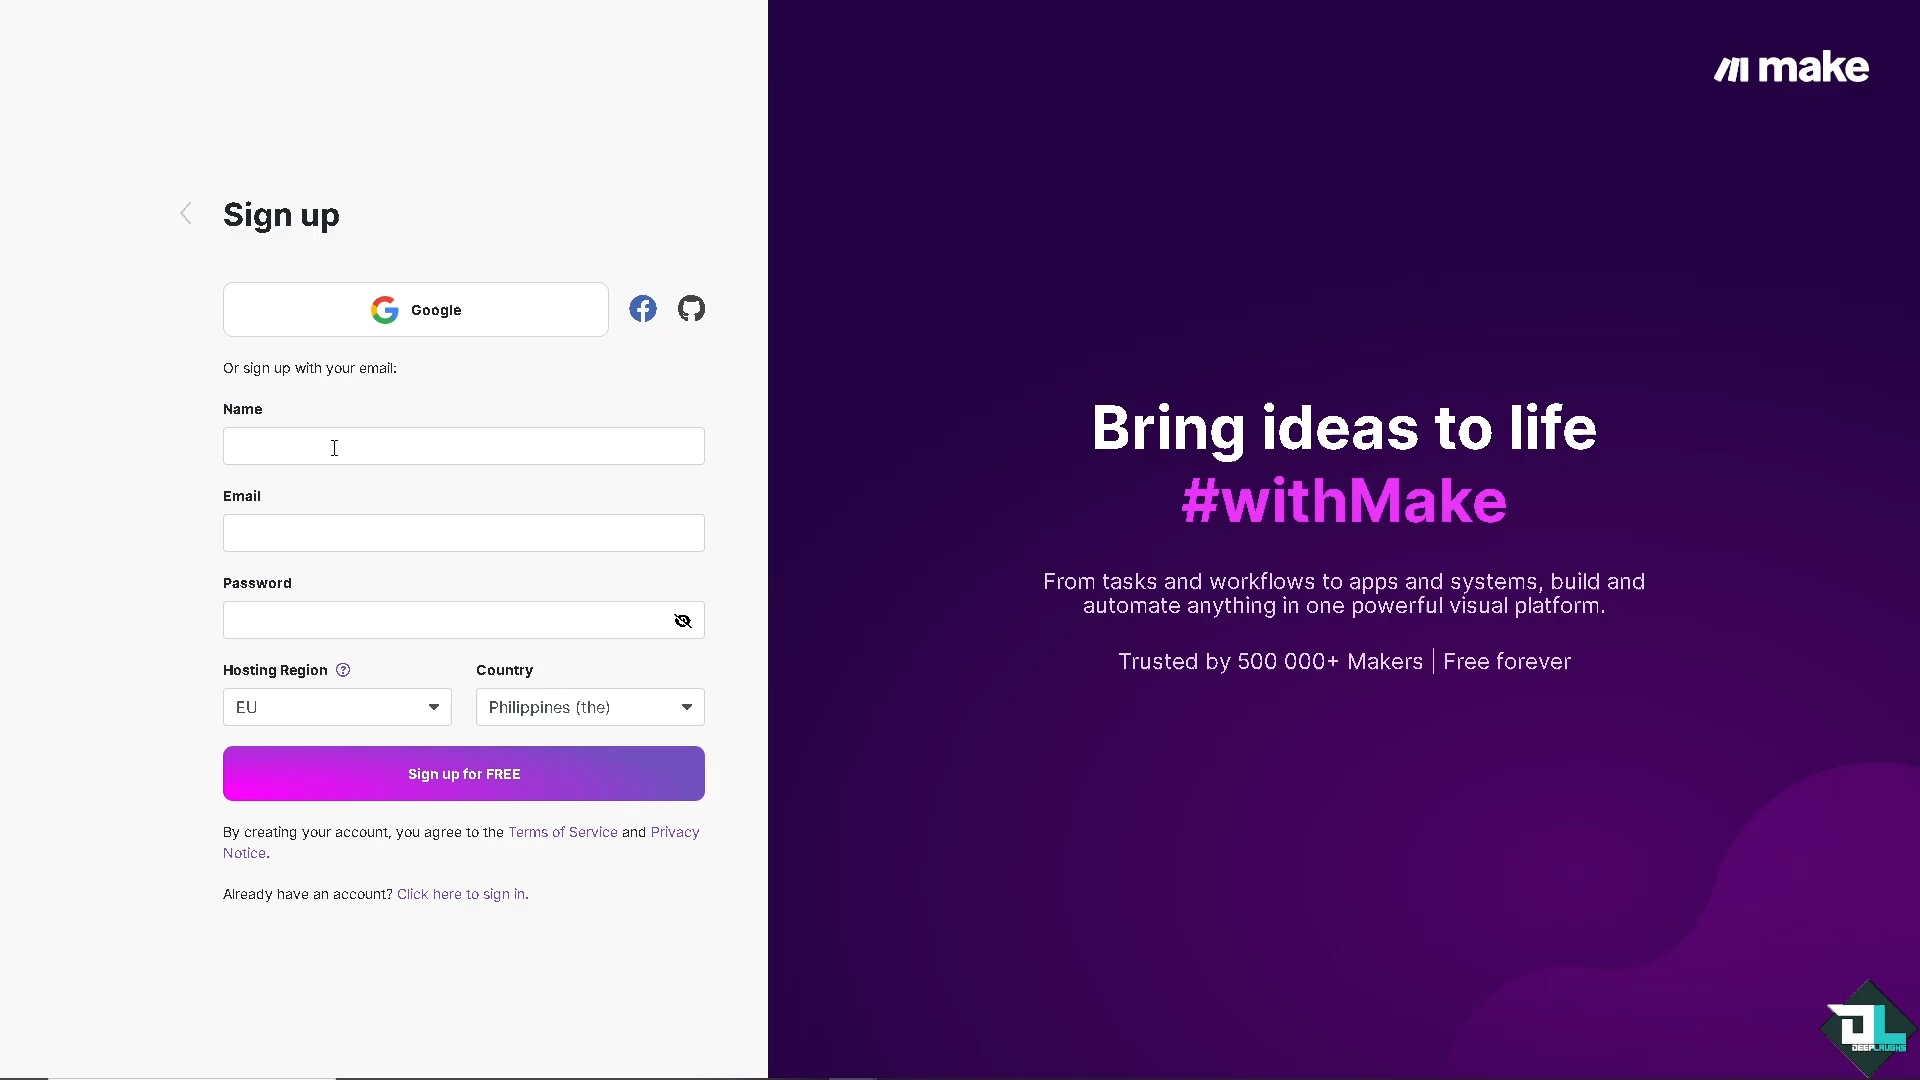 make
Sign up
Google
Or sign up with your email:
Name
Email
Password
Hosting Region ?
Country
EU
Philippines (the)
Sign up for FREE
By creating your account, you agree to the Terms of Service and Privacy
Notice.
Already have an account? Click here to sign in.
Bring ideas to life
#withMake
From tasks and workflows to apps and systems, build and
automate anything in one powerful visual platform.
Trusted by 500 000+ Makers | Free forever
DL
DEEPLAUGHS